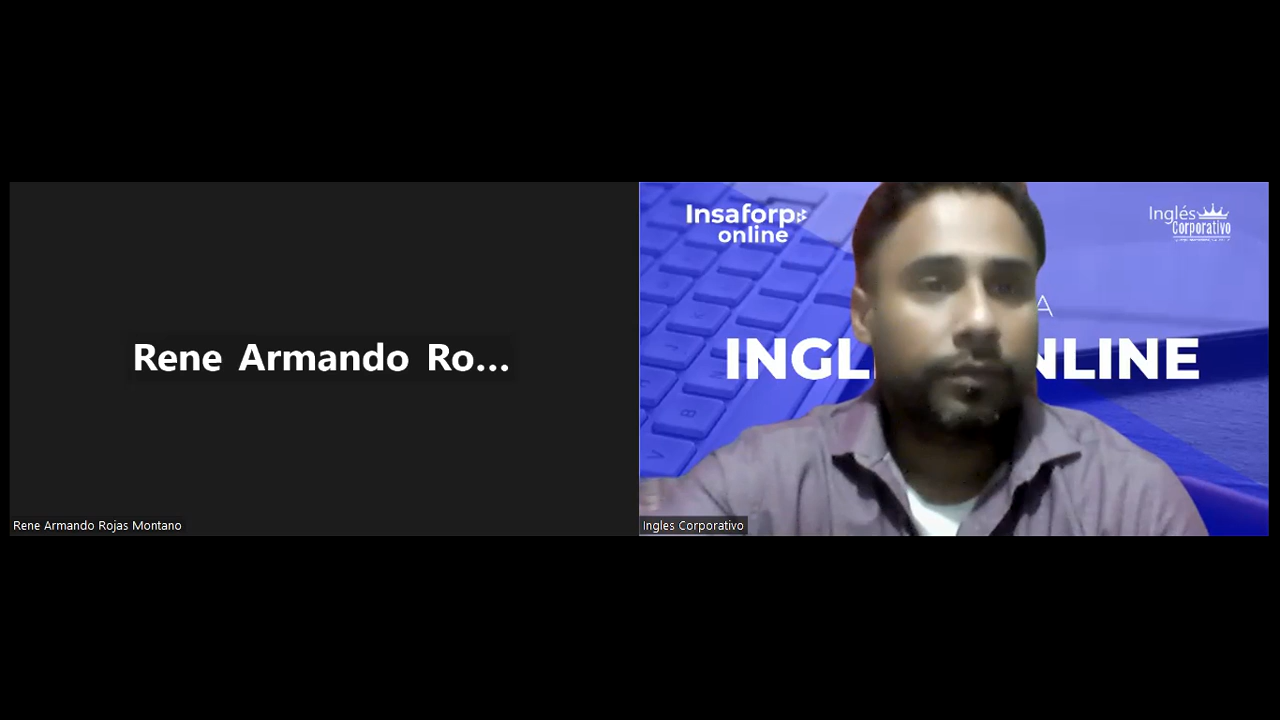 Rene Armando Ro...
Rene Armando Rojas Montano
Insaforp
online
Inglés
Corporativo
A
INGL NLINE
Ingles Corporativo